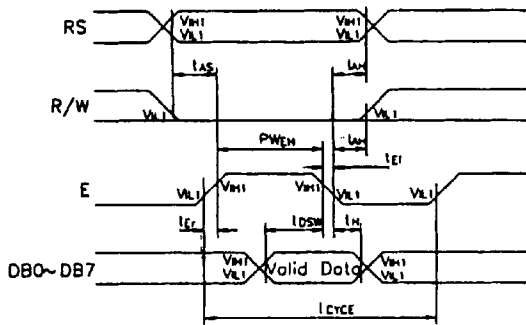 RS VIH1 VIL1 VIH1 VIL1
tAS tAH
R/W VIL1 VIL1
PWEH tAH
tEf
E VIL1 VIH1 VIH1 VIL1 VIL1
tEr tDSW tH
DB0~DB7 VIH1 VIL1 Valid Data VIH1 VIL1
tCYCE